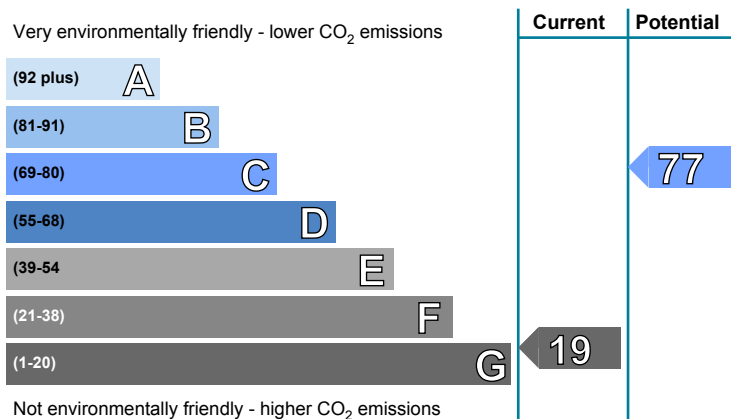 Current Potential
Very environmentally friendly - lower CO₂ emissions
(92 plus) A
(81-91) B
(69-80) C
77
(55-68) D
(39-54 E
(21-38) F
(1-20) G
19
Not environmentally friendly - higher CO₂ emissions